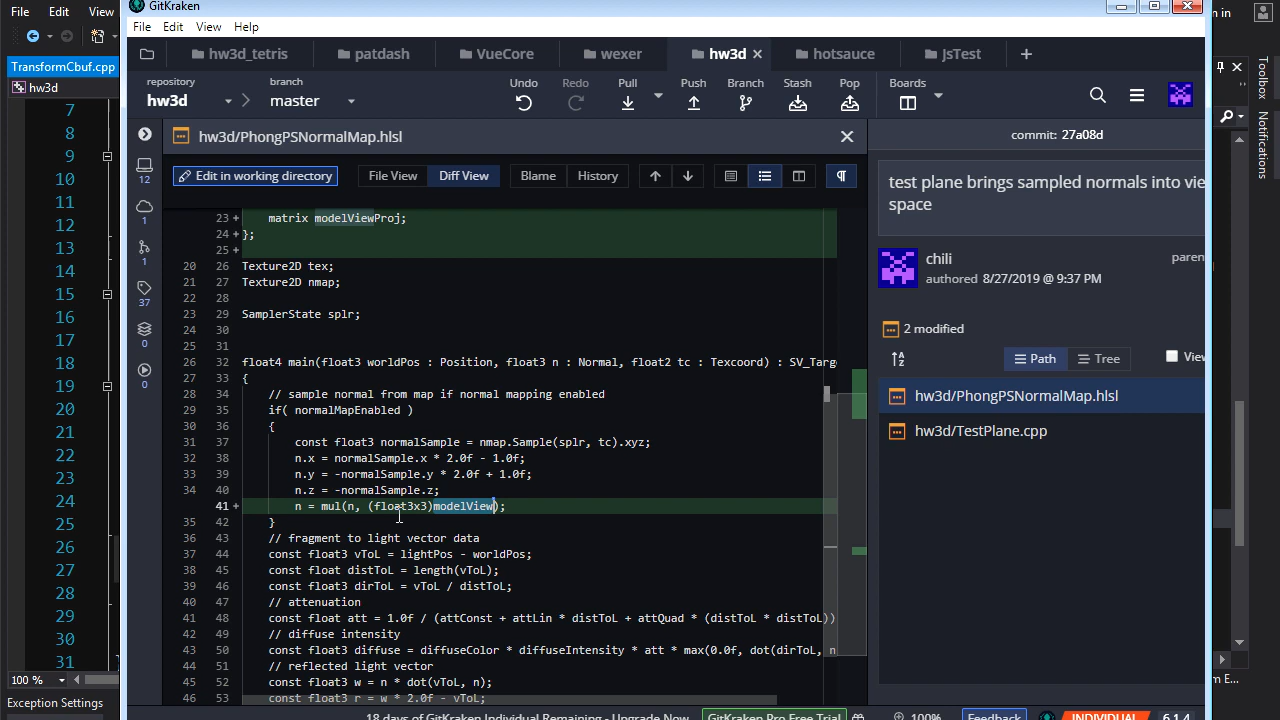 File Edit View
GitKraken
File Edit View Help
n in
TransformCbuf.cpp
hw3d_tetris patdash VueCore wexer hw3d hotsauce JsTest
hw3d
repository
hw3d
branch
master
Undo Redo Pull Push Branch Stash Pop Boards
Toolbox
Notifications
7
8
9
10
11
12
13
14
15
16
17
18
19
20
21
22
23
24
25
26
27
28
29
30
31
100 %
Exception Settings
12
1
1
37
0
0
hw3d/PhongPSNormalMap.hlsl
Edit in working directory File View Diff View Blame History
23 + matrix modelViewProj;
24 + };
25 +
20 26 Texture2D tex;
21 27 Texture2D nmap;
22 28
23 29 SamplerState splr;
24 30
25 31
26 32 float4 main(float3 worldPos : Position, float3 n : Normal, float2 tc : Texcoord) : SV_Targ
27 33 {
28 34 // sample normal from map if normal mapping enabled
29 35 if( normalMapEnabled )
30 36 {
31 37 const float3 normalSample = nmap.Sample(splr, tc).xyz;
32 38 n.x = normalSample.x * 2.0f - 1.0f;
33 39 n.y = -normalSample.y * 2.0f + 1.0f;
34 40 n.z = -normalSample.z;
41 + n = mul(n, (float3x3)modelView);
35 42 }
36 43 // fragment to light vector data
37 44 const float3 vToL = lightPos - worldPos;
38 45 const float distToL = length(vToL);
39 46 const float3 dirToL = vToL / distToL;
40 47 // attenuation
41 48 const float att = 1.0f / (attConst + attLin * distToL + attQuad * (distToL * distToL))
42 49 // diffuse intensity
43 50 const float3 diffuse = diffuseColor * diffuseIntensity * att * max(0.0f, dot(dirToL, n
44 51 // reflected light vector
45 52 const float3 w = n * dot(vToL, n);
46 53 const float3 r = w * 2.0f - vToL;
commit: 27a08d
test plane brings sampled normals into vie
space
chili
authored 8/27/2019 @ 9:37 PM
paren
2 modified
Path Tree Viev
hw3d/PhongPSNormalMap.hlsl
hw3d/TestPlane.cpp
m E...
18 days of GitKraken Individual Remaining - Upgrade Now GitKraken Pro Free Trial 100% Feedback INDIVIDUAL 6.1.4